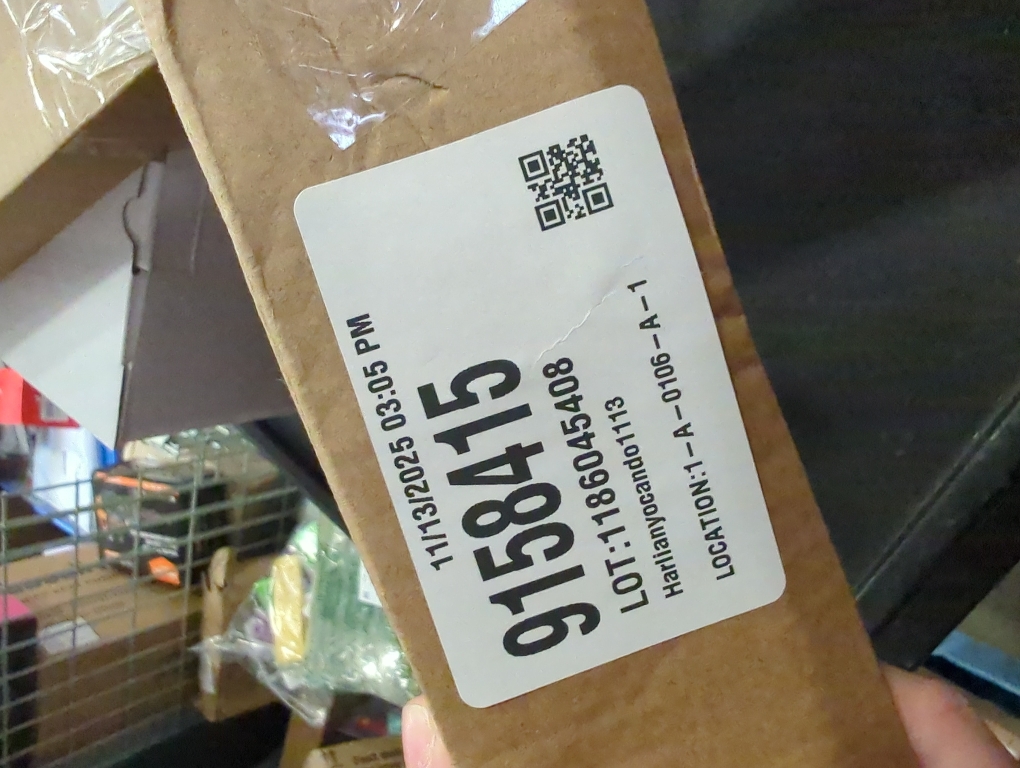 11/13/2025 03:05 PM
9158415
LOT:1186045408
Harlianyocando1113
LOCATION:1-A-0106-A-1